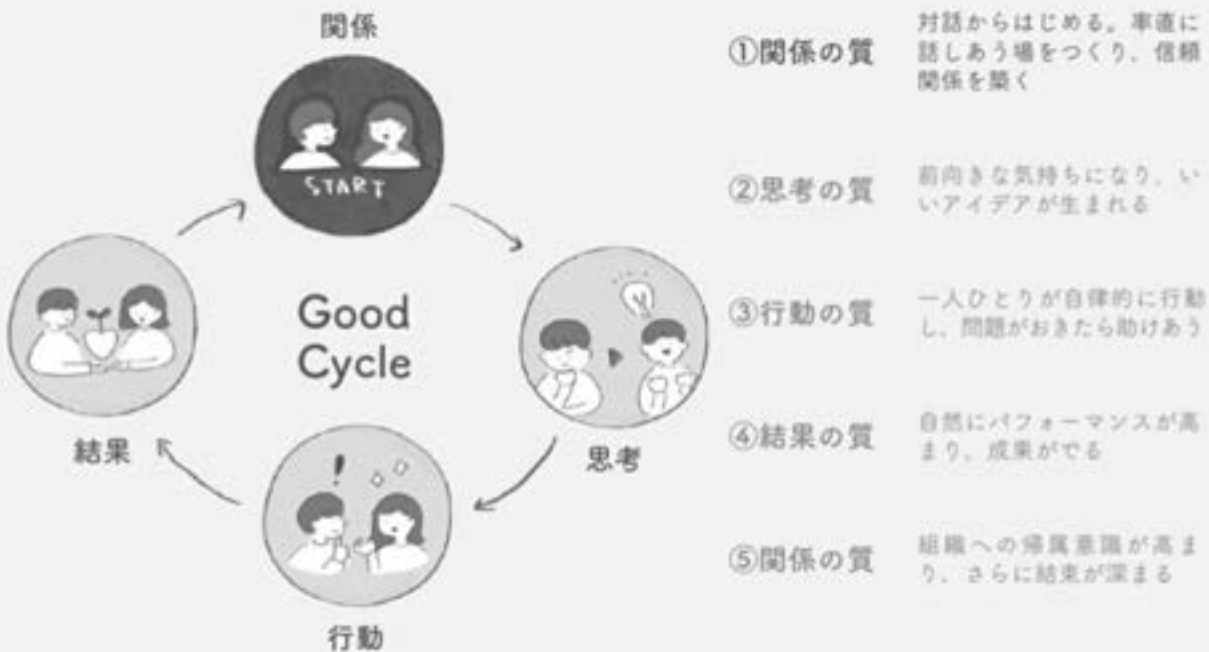 関係
START
Good
Cycle
結果
思考
行動
①関係の質
対話からはじめる。率直に
話しあう場をつくり、信頼
関係を築く
②思考の質
前向きな気持ちになり、い
いアイデアが生まれる
③行動の質
一人ひとりが自律的に行動
し、問題がおきたら助けあう
④結果の質
自然にパフォーマンスが高
まり、成果がでる
⑤関係の質
組織への帰属意識が高ま
り、さらに結束が深まる